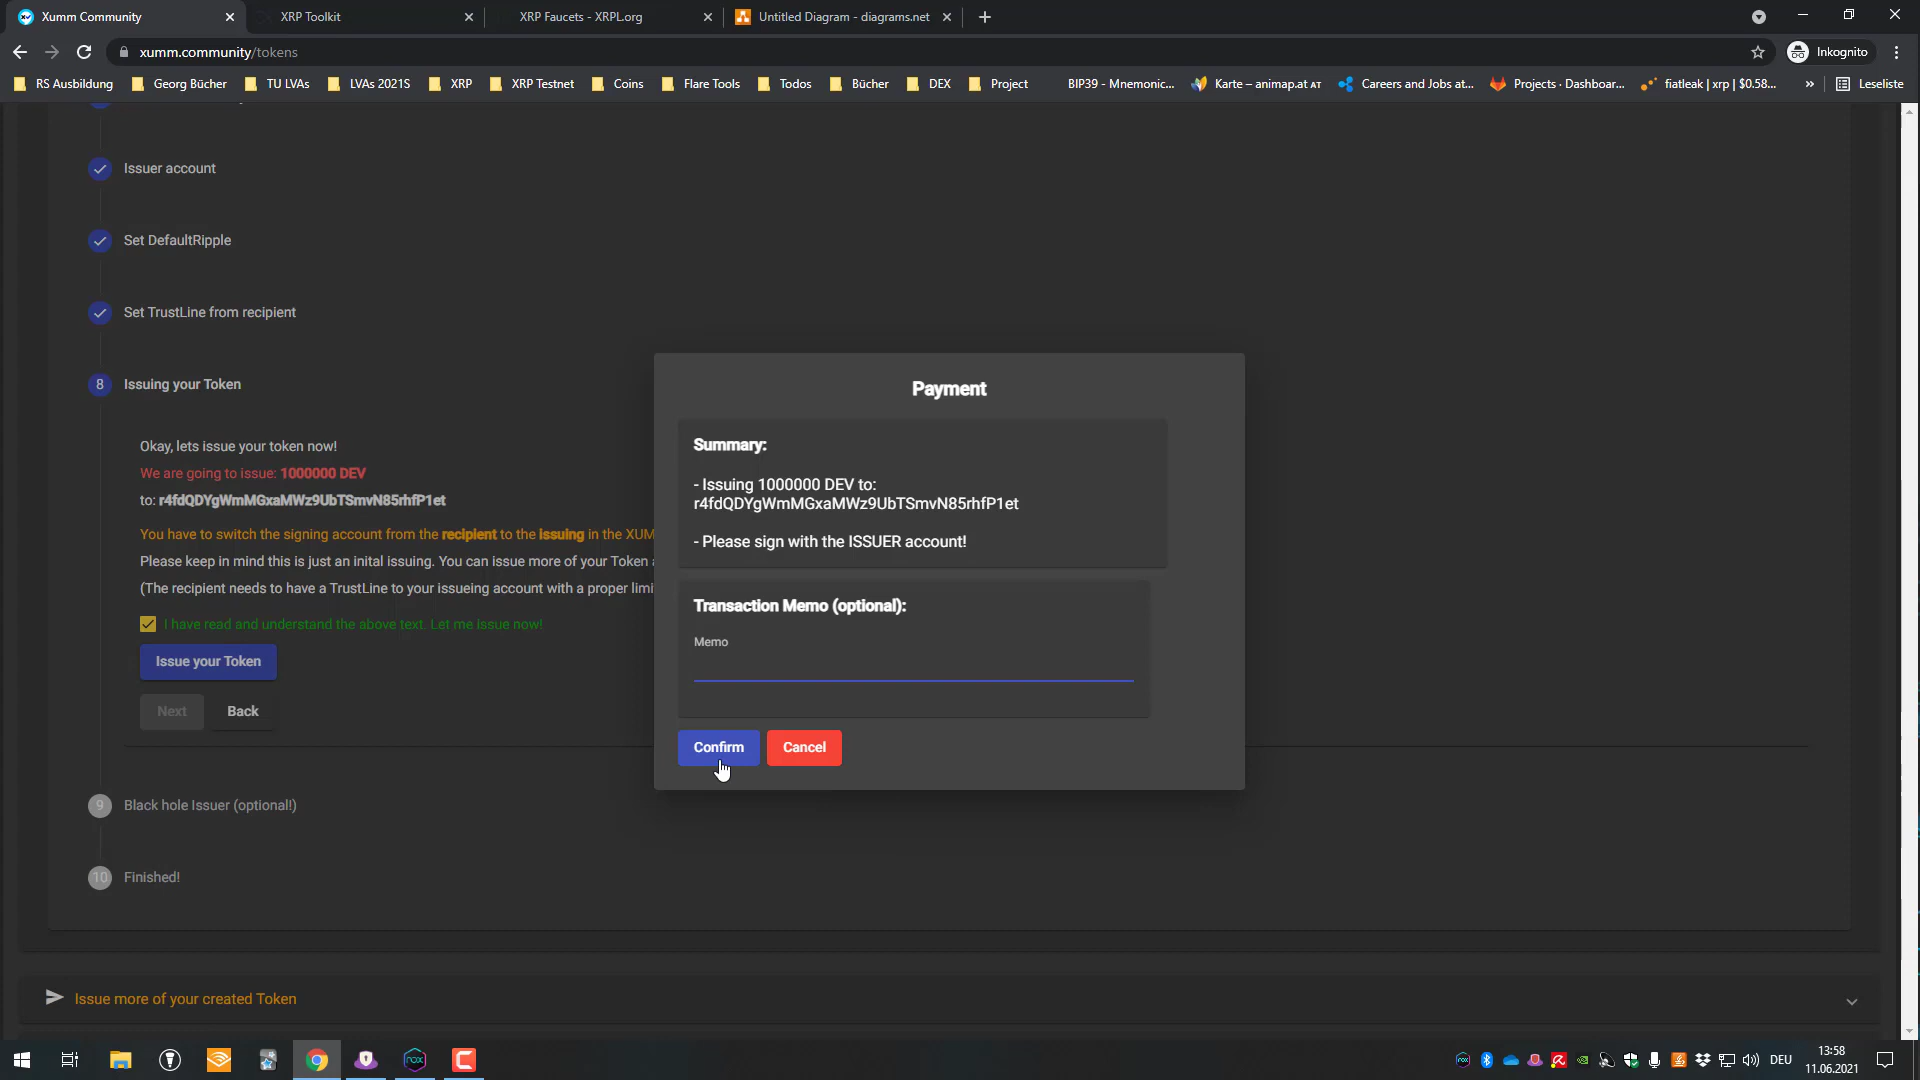 Xumm Community
XRP Toolkit
XRP Faucets - XRPL.org
Untitled Diagram - diagrams.net
xumm.community/tokens
Inkognito
RS Ausbildung
Georg Bücher
TU LVAs
LVAs 2021S
XRP
XRP Testnet
Coins
Flare Tools
Todos
Bücher
DEX
Project
BIP39 - Mnemonic...
Karte – animap.at AT
Careers and Jobs at...
Projects · Dashboar...
fiatleak | xrp | $0.58...
»
Leseliste
Issuer account
Set DefaultRipple
Set TrustLine from recipient
8 Issuing your Token
Okay, lets issue your token now!
We are going to issue: 1000000 DEV
to: r4fdQDYgWmMGxaMWz9UbTSmvN85rhfP1et
You have to switch the signing account from the recipient to the issuing in the XUM
Please keep in mind this is just an inital issuing. You can issue more of your Token
(The recipient needs to have a TrustLine to your issueing account with a proper limi
I have read and understand the above text. Let me issue now!
Issue your Token
Next
Back
9 Black hole Issuer (optional!)
10 Finished!
Issue more of your created Token
Payment
Summary:
- Issuing 1000000 DEV to:
r4fdQDYgWmMGxaMWz9UbTSmvN85rhfP1et
- Please sign with the ISSUER account!
Transaction Memo (optional):
Memo
Confirm
Cancel
DEU
13:58
11.06.2021